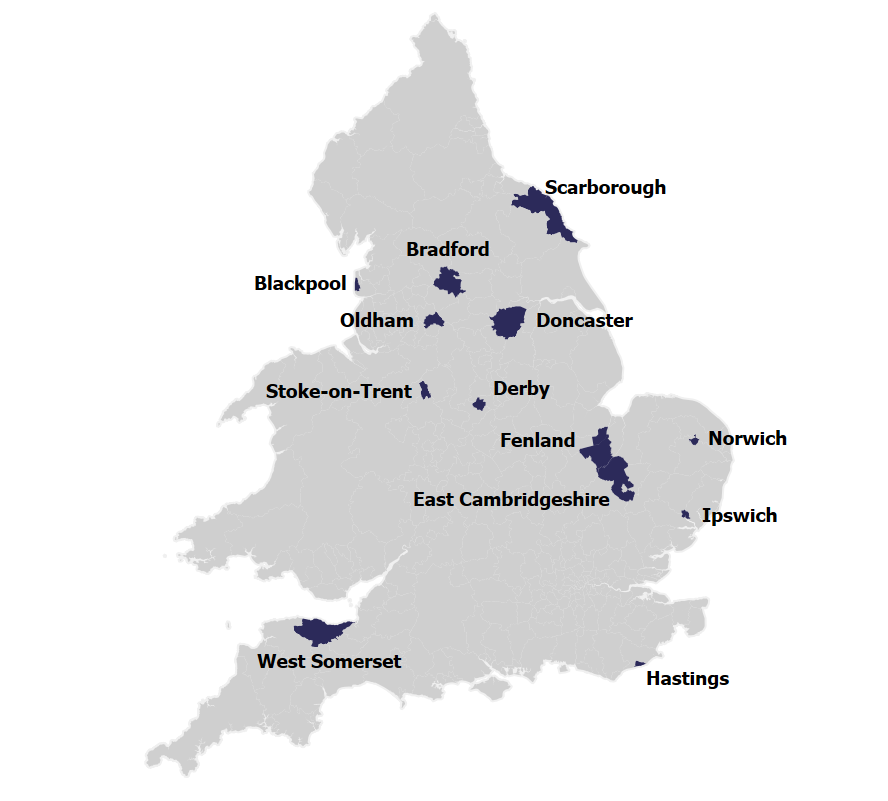 Scarborough
Bradford
Blackpool
Oldham
Doncaster
Stoke-on-Trent
Derby
Fenland
Norwich
East Cambridgeshire
Ipswich
West Somerset
Hastings